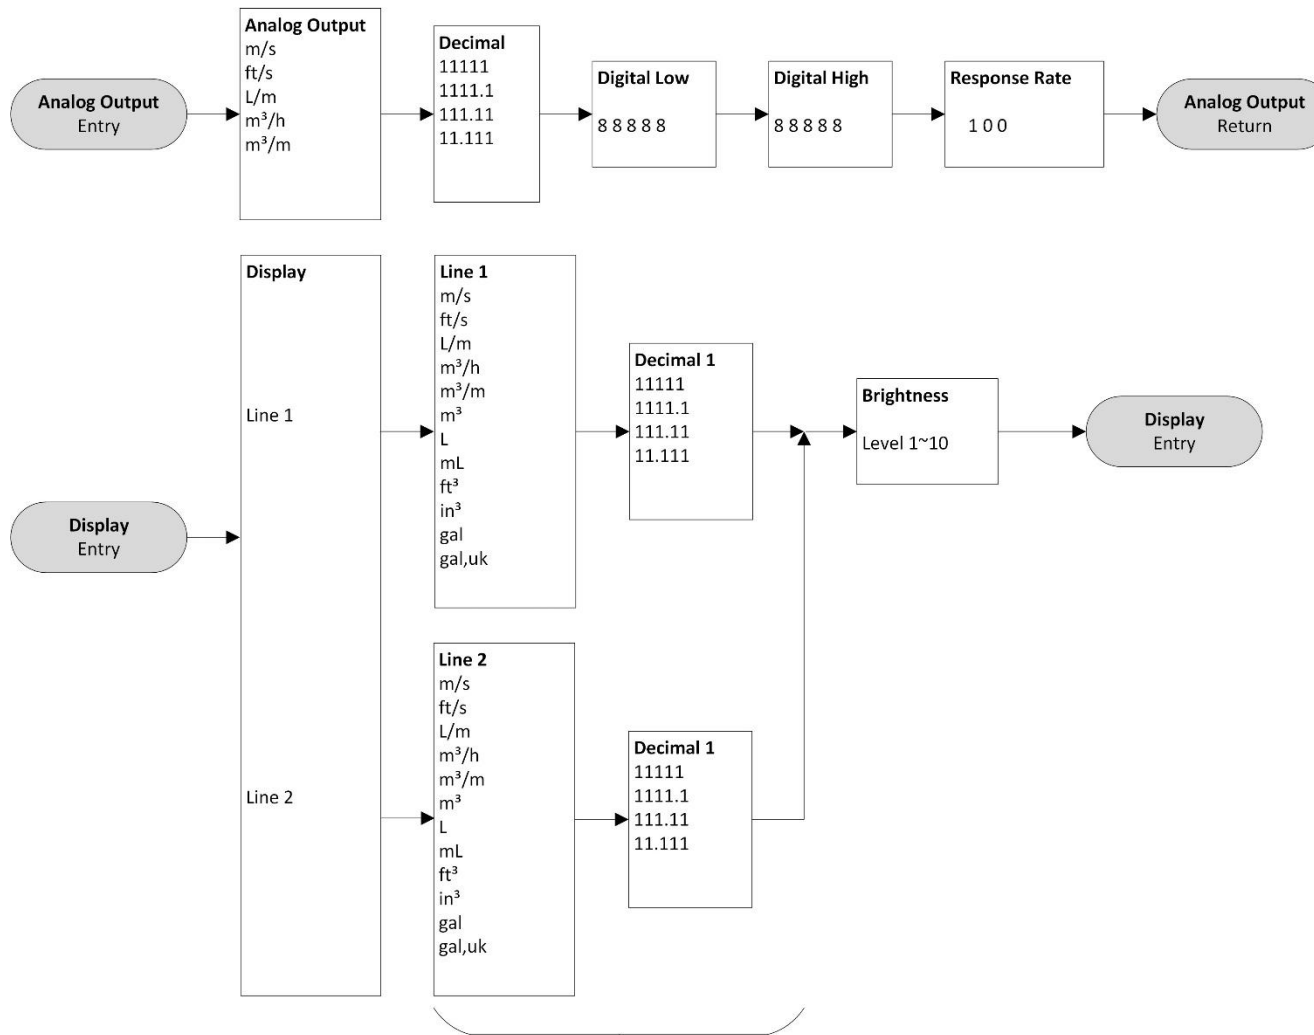 Analog Output
Entry
Analog Output
m/s
ft/s
L/m
m³/h
m³/m
Decimal
11111
1111.1
111.11
11.111
Digital Low
8 8 8 8 8
Digital High
8 8 8 8 8
Response Rate
1 0 0
Analog Output
Return
Display
Entry
Display
Line 1
Line 2
Line 1
m/s
ft/s
L/m
m³/h
m³/m
m³
L
mL
ft³
in³
gal
gal,uk
Decimal 1
11111
1111.1
111.11
11.111
Brightness
Level 1~10
Display
Entry
Line 2
m/s
ft/s
L/m
m³/h
m³/m
m³
L
mL
ft³
in³
gal
gal,uk
Decimal 1
11111
1111.1
111.11
11.111